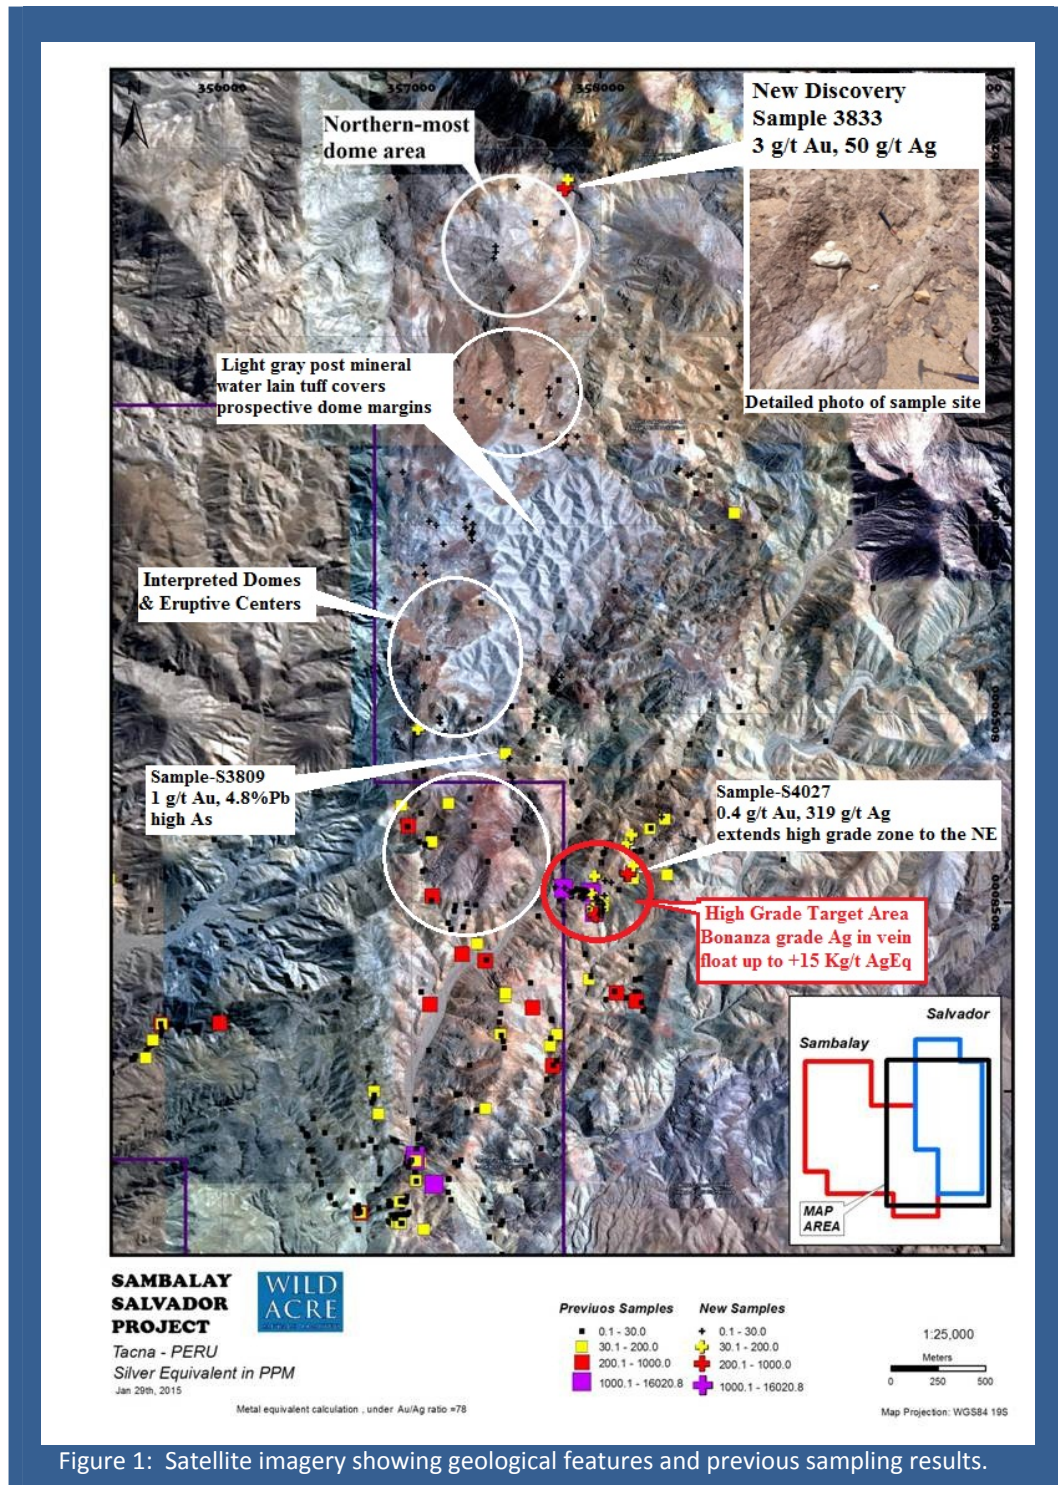 356000
357000
358000
N
Northern-most
dome area
New Discovery
Sample 3833
3 g/t Au, 50 g/t Ag
Detailed photo of sample site
Light gray post mineral
water lain tuff covers
prospective dome margins
Interpreted Domes
& Eruptive Centers
8059000
Sample-S3809
1 g/t Au, 4.8%Pb
high As
Sample-S4027
0.4 g/t Au, 319 g/t Ag
extends high grade zone to the NE
8058000
High Grade Target Area
Bonanza grade Ag in vein
float up to +15 Kg/t AgEq
Salvador
Sambalay
MAP
AREA
SAMBALAY
SALVADOR
PROJECT
WILD
ACRE
Tacna - PERU
Silver Equivalent in PPM
Jan 29th, 2015
Metal equivalent calculation , under Au/Ag ratio =78
Previuos Samples
0.1 - 30.0
30.1 - 200.0
200.1 - 1000.0
1000.1 - 16020.8
New Samples
0.1 - 30.0
30.1 - 200.0
200.1 - 1000.0
1000.1 - 16020.8
1:25,000
Meters
0 250 500
Map Projection: WGS84 19S
Figure 1: Satellite imagery showing geological features and previous sampling results.